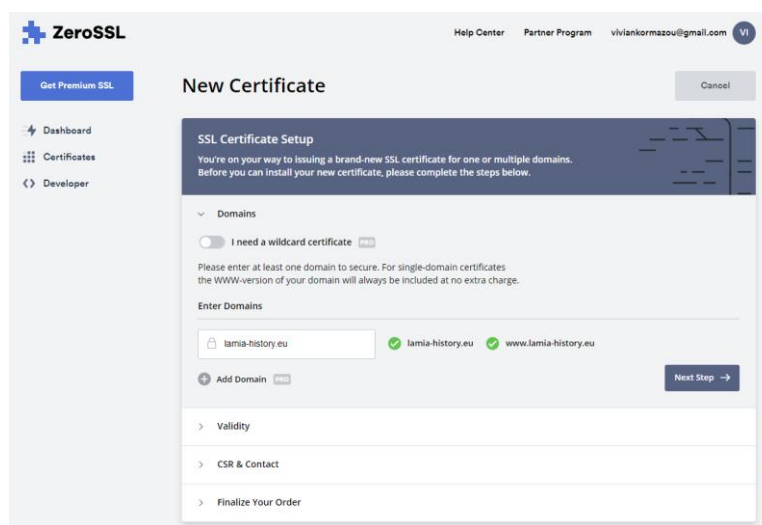 ZeroSSL
Help Center Partner Program viviankormazou@gmail.com VI
Get Premium SSL
New Certificate
Cancel
Dashboard
Certificates
Developer
SSL Certificate Setup
You're on your way to issuing a brand-new SSL certificate for one or multiple domains.
Before you can install your new certificate, please complete the steps below.
Domains
I need a wildcard certificate PRO
Please enter at least one domain to secure. For single-domain certificates
the WWW-version of your domain will always be included at no extra charge.
Enter Domains
lamia-history.eu lamia-history.eu www.lamia-history.eu
Add Domain PRO
Next Step
Validity
CSR & Contact
Finalize Your Order